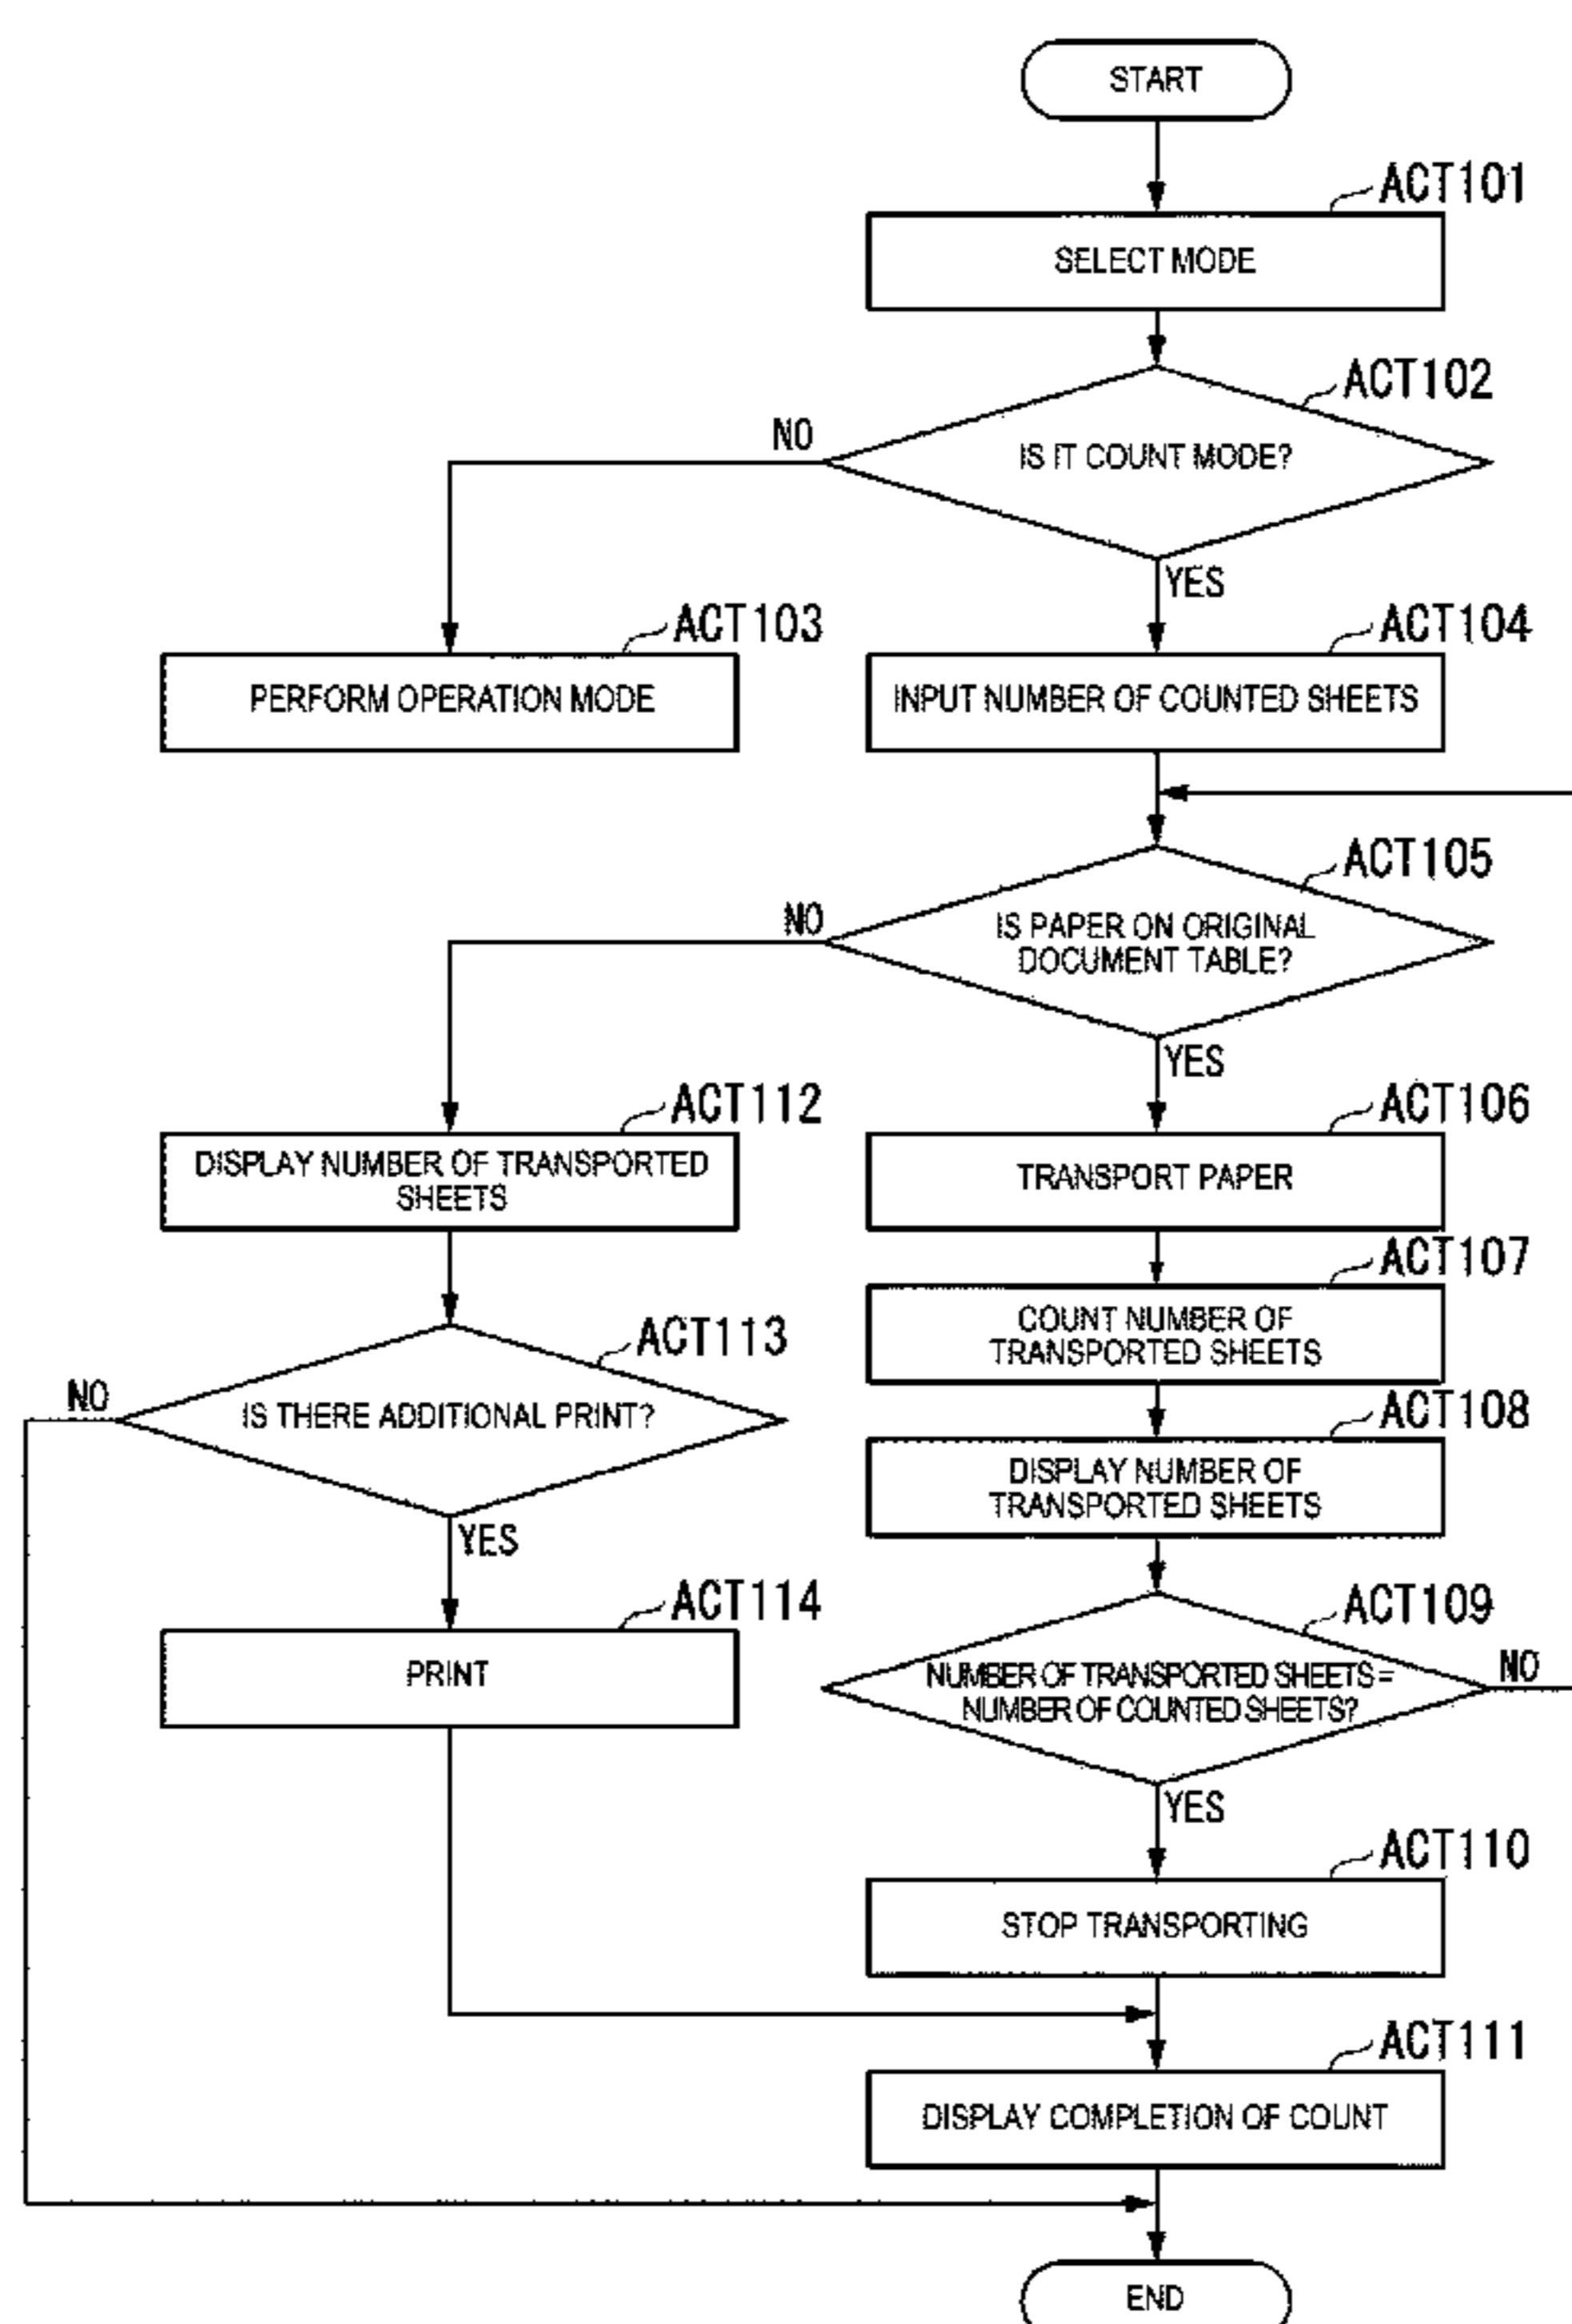 START
ACT101
SELECT MODE
ACT102
NO
IS IT COUNT MODE?
YES
ACT103
ACT104
PERFORM OPERATION MODE
INPUT NUMBER OF COUNTED SHEETS
ACT105
NO
IS PAPER ON ORIGINAL
DOCUMENT TABLE?
YES
ACT112
ACT106
DISPLAY NUMBER OF TRANSPORTED
SHEETS
TRANSPORT PAPER
ACT107
COUNT NUMBER OF
TRANSPORTED SHEETS
ACT113
NO
IS THERE ADDITIONAL PRINT?
ACT108
DISPLAY NUMBER OF
TRANSPORTED SHEETS
YES
ACT114
PRINT
ACT109
NUMBER OF TRANSPORTED SHEETS =
NUMBER OF COUNTED SHEETS?
NO
YES
ACT110
STOP TRANSPORTING
ACT111
DISPLAY COMPLETION OF COUNT
END